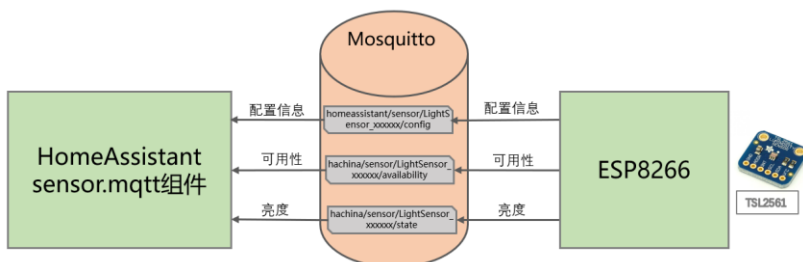 Mosquitto
配置信息
homeassistant/sensor/LightS
ensor_xxxxxx/config
配置信息
HomeAssistant
sensor.mqtt组件
可用性
hachina/sensor/LightSensor_
xxxxxx/availability
可用性
ESP8266
亮度
hachina/sensor/LightSensor_
xxxxxx/state
亮度
TSL2561